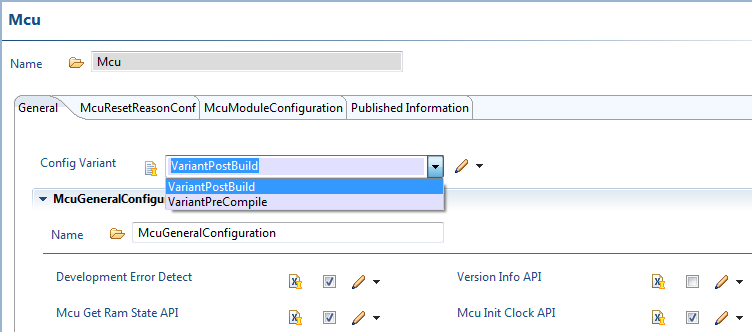 Mcu
Name Mcu
General McuResetReasonConf McuModuleConfiguration Published Information
Config Variant VariantPostBuild
VariantPostBuild
VariantPreCompile
McuGeneralConfigu
Name McuGeneralConfiguration
Development Error Detect Version Info API
Mcu Get Ram State API Mcu Init Clock API